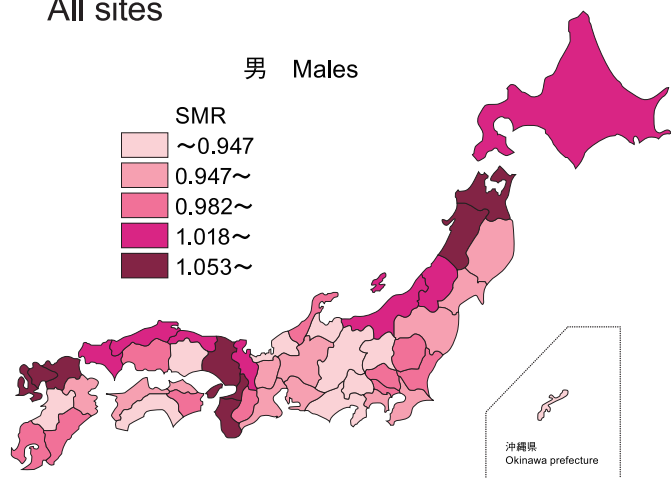 All sites
男 Males
SMR
～0.947
0.947～
0.982～
1.018～
1.053～
沖縄県
Okinawa prefecture